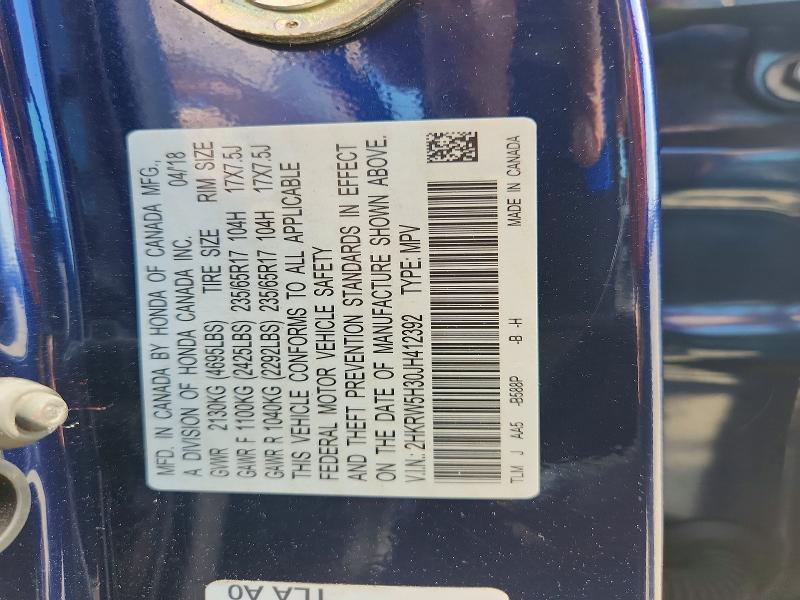 MFD. IN CANADA BY HONDA OF CANADA MFG.,
A DIVISION OF HONDA CANADA INC. 04/18
GVWR 2130KG (4695LBS) TIRE SIZE RIM SIZE
GAWR F 1100KG (2425LBS) 235/65R17 104H 17X7.5J
GAWR R 1040KG (2292LBS) 235/65R17 104H 17X7.5J
THIS VEHICLE CONFORMS TO ALL APPLICABLE
FEDERAL MOTOR VEHICLE SAFETY
AND THEFT PREVENTION STANDARDS IN EFFECT
ON THE DATE OF MANUFACTURE SHOWN ABOVE.
V.I.N.: 2HKRW5H30JH412392 TYPE: MPV
TLM J AA5 -B588P -B -H MADE IN CANADA
TLA A0